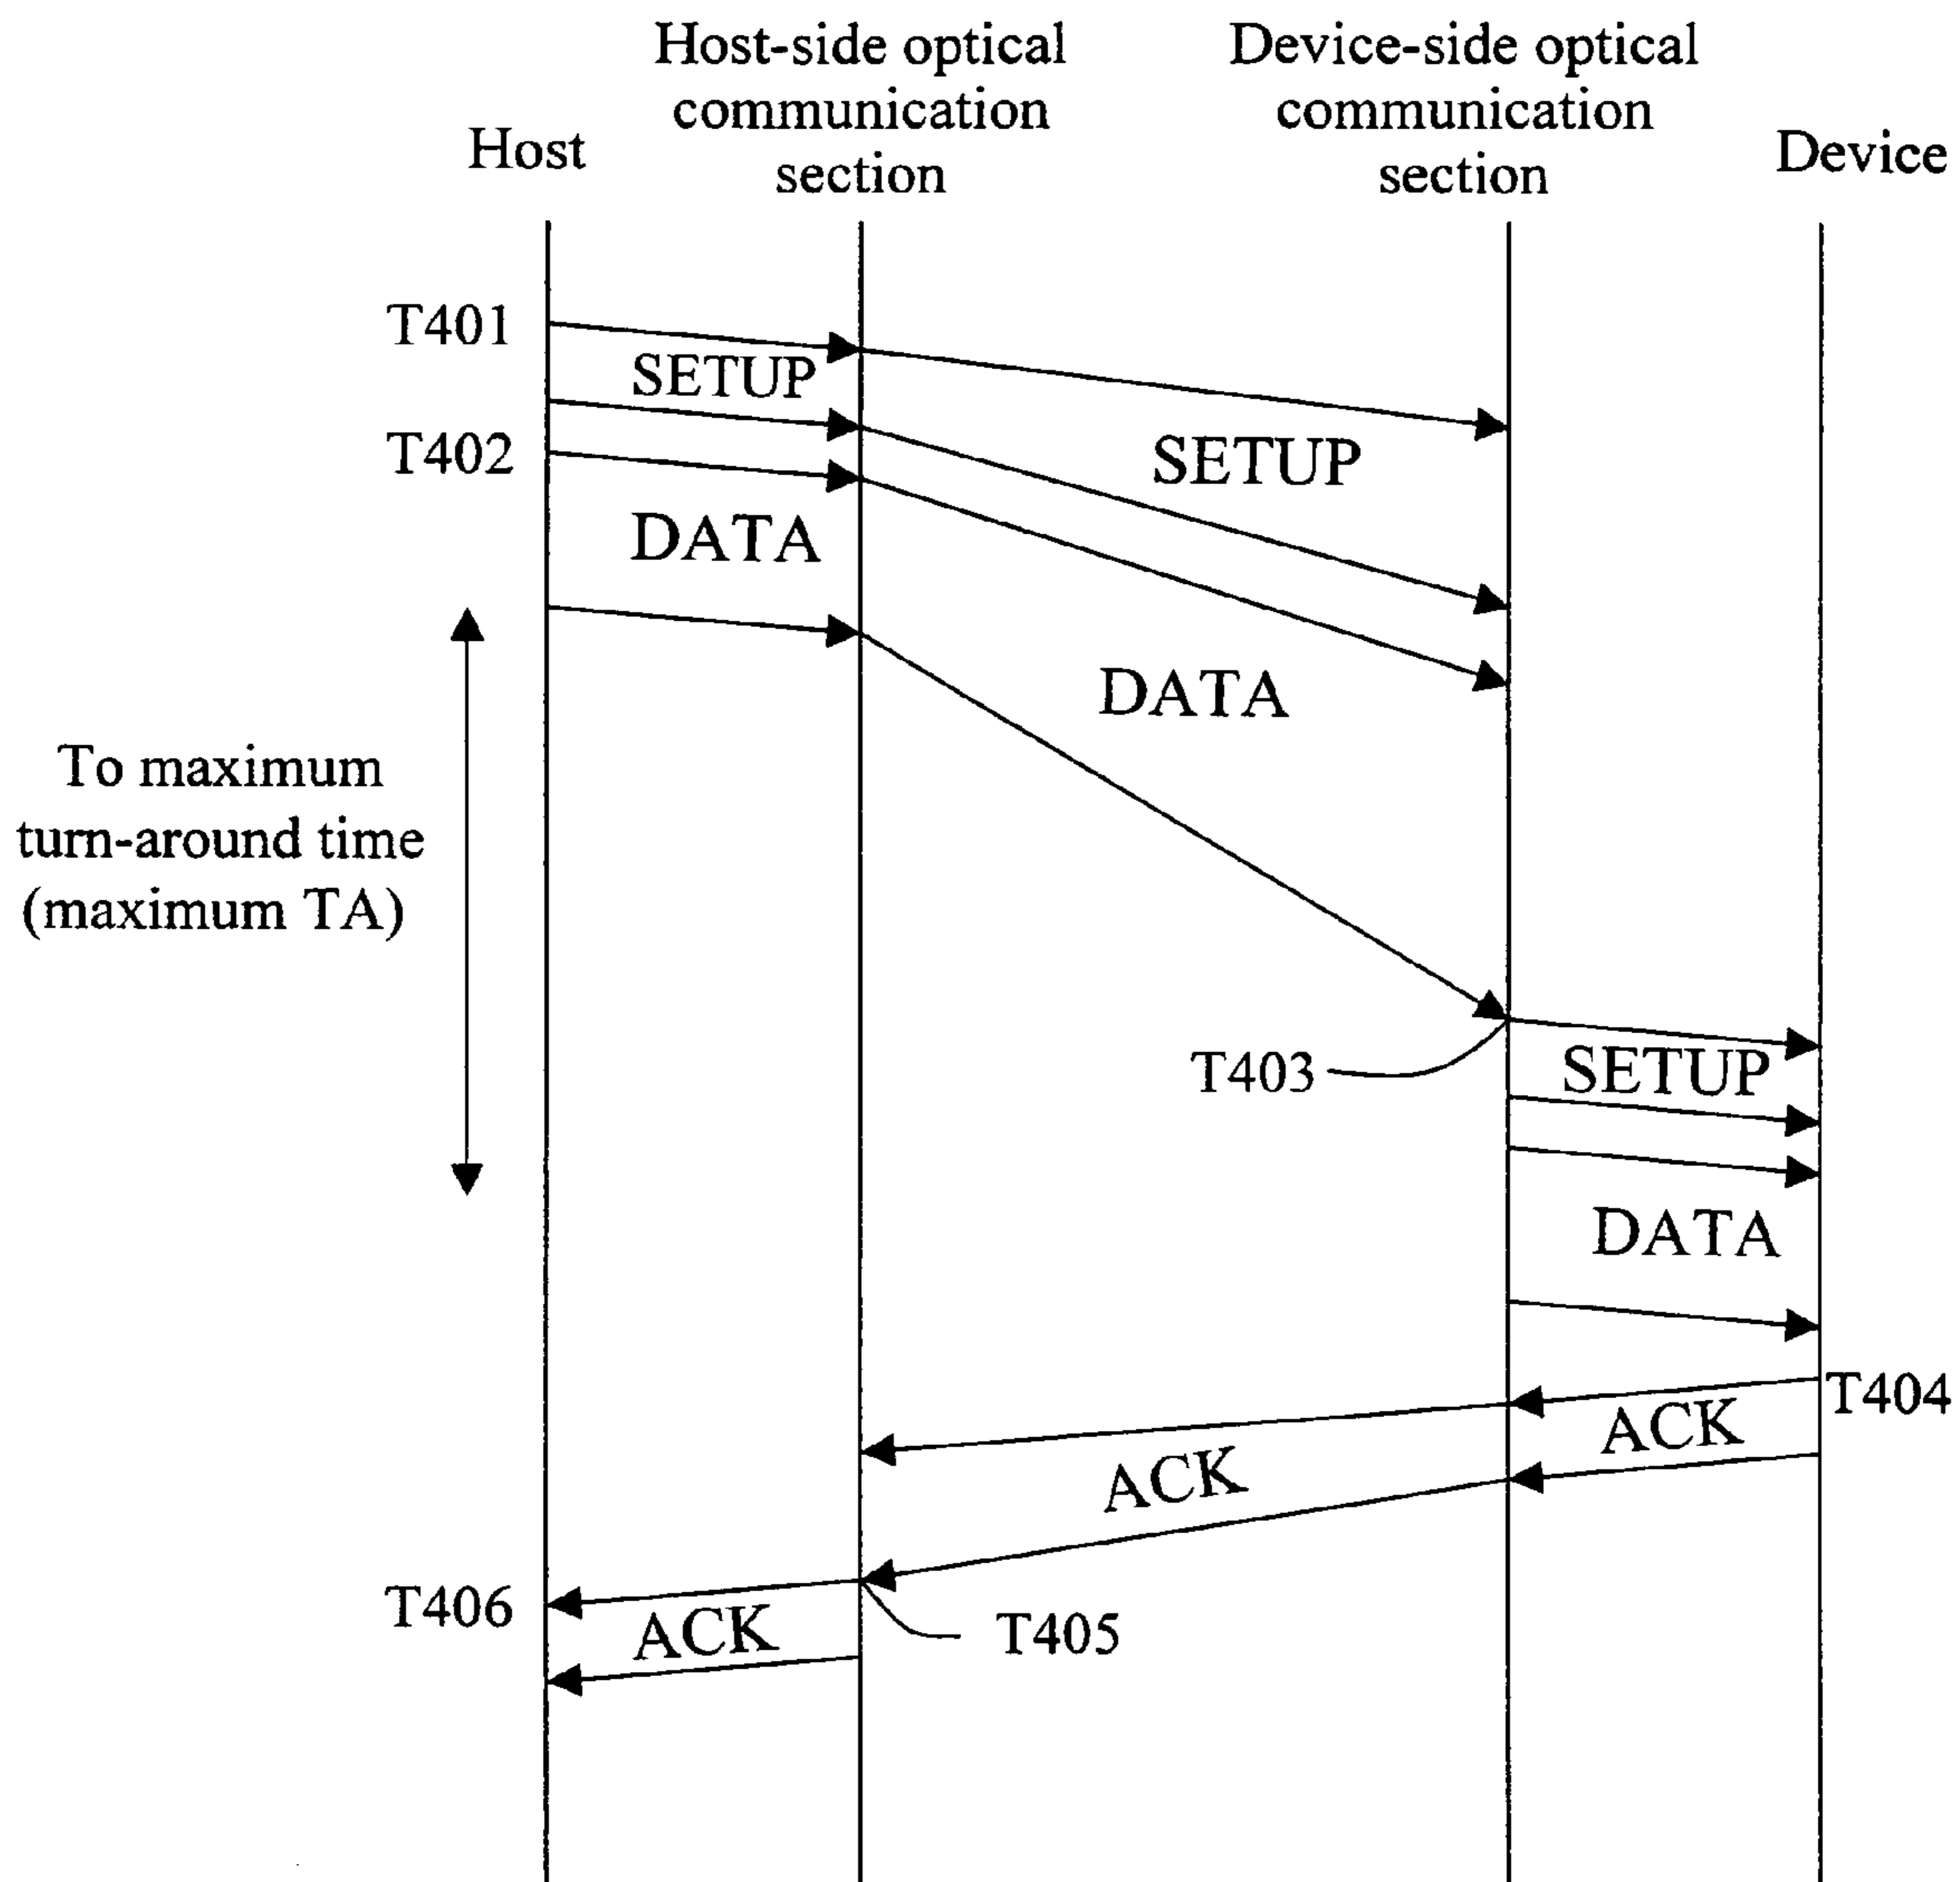 Host
Host-side optical
communication
section
Device-side optical
communication
section
Device
T401
SETUP
T402
SETUP
DATA
DATA
To maximum
turn-around time
(maximum TA)
T403
SETUP
DATA
T404
ACK
ACK
T406
ACK
T405